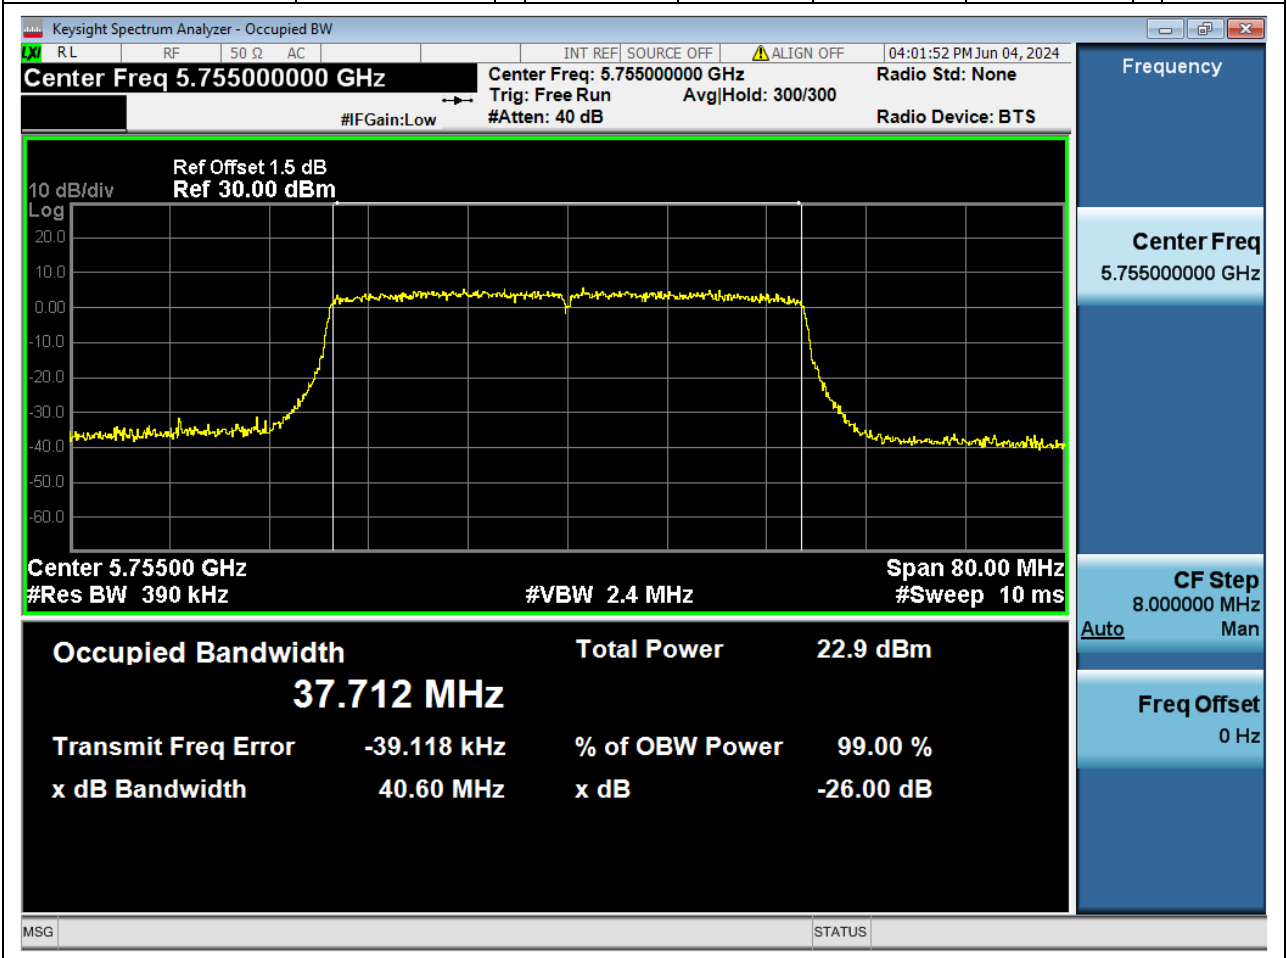 Keysight Spectrum Analyzer - Occupied BW
LXI RL RF 50 Ω AC INT REF SOURCE OFF ALIGN OFF 04:01:52 PM Jun 04, 2024
Center Freq 5.755000000 GHz
#IFGain:Low
Center Freq: 5.755000000 GHz
Trig: Free Run Avg|Hold: 300/300
#Atten: 40 dB
Radio Std: None
Radio Device: BTS
Ref Offset 1.5 dB
10 dB/div Ref 30.00 dBm
Log
20.0
10.0
0.00
-10.0
-20.0
-30.0
-40.0
-50.0
-60.0
Center 5.75500 GHz Span 80.00 MHz
#Res BW 390 kHz #VBW 2.4 MHz #Sweep 10 ms
Occupied Bandwidth Total Power 22.9 dBm
37.712 MHz
Transmit Freq Error -39.118 kHz % of OBW Power 99.00 %
x dB Bandwidth 40.60 MHz x dB -26.00 dB
Frequency
Center Freq
5.755000000 GHz
CF Step
8.000000 MHz
Auto Man
Freq Offset
0 Hz
MSG STATUS